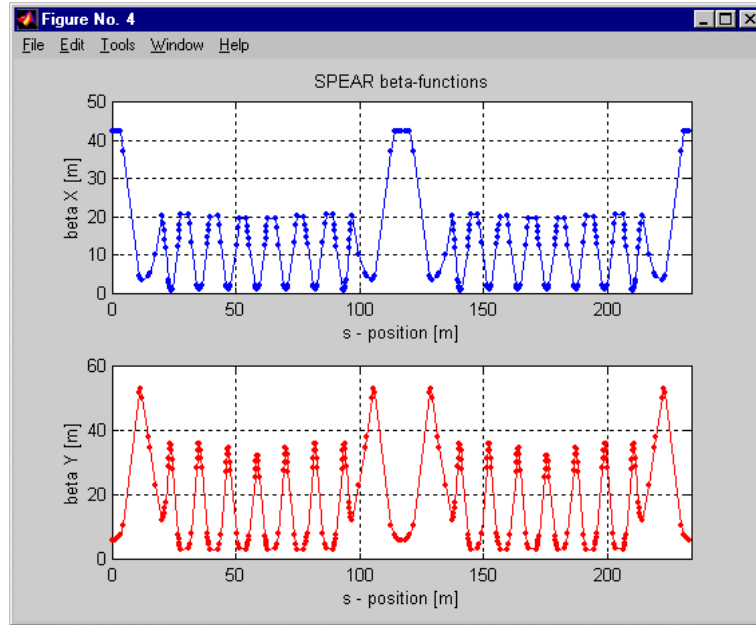 Figure No. 4
File Edit Tools Window Help
SPEAR beta-functions
50
40
30
20
10
0
beta X [m]
0 50 100 150 200
s - position [m]
60
40
20
0
beta Y [m]
0 50 100 150 200
s - position [m]